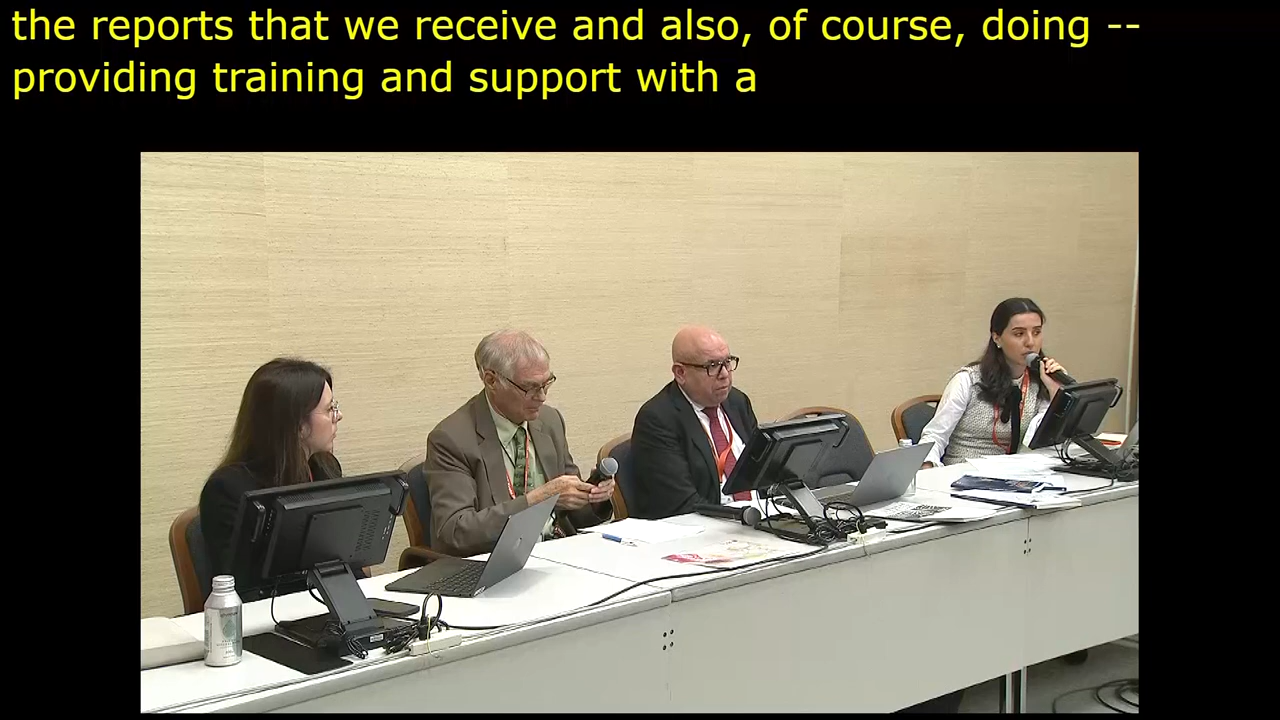 the reports that we receive and also, of course, doing --
providing training and support with a